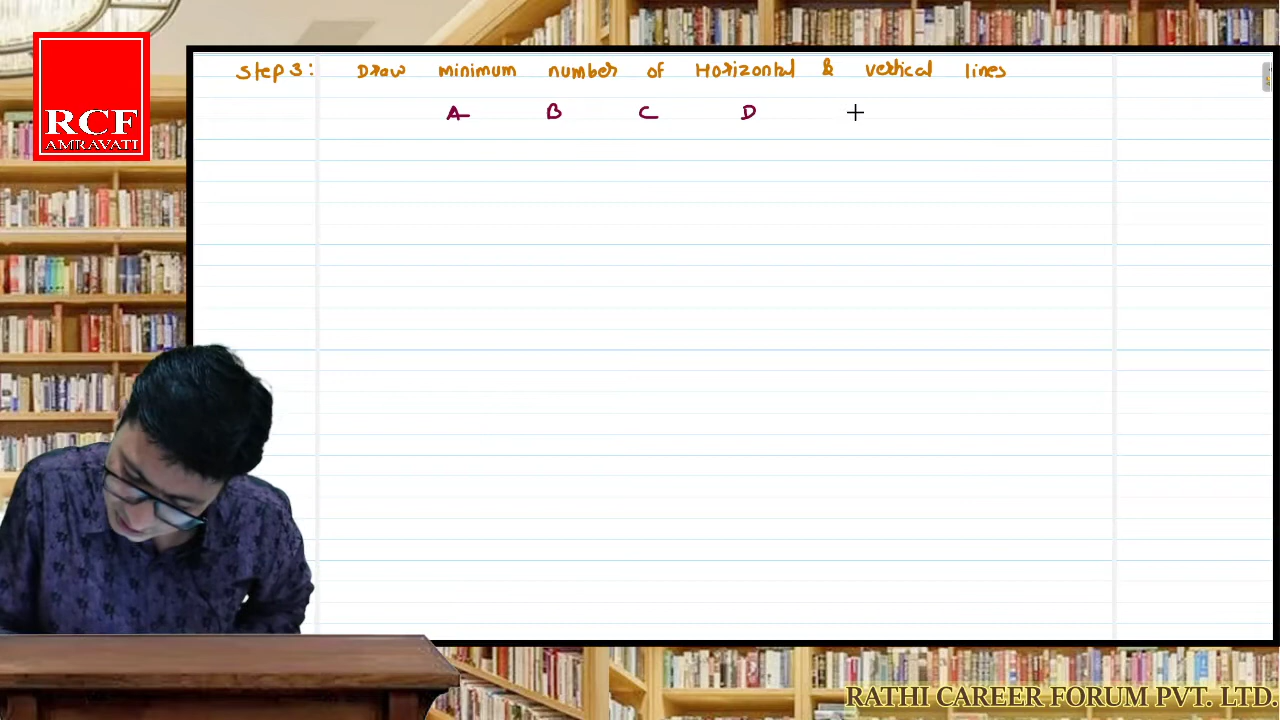 RCF
AMRAVATI
Step 3: Draw minimum number of Horizontal & vertical lines
A B C D
RATHI CAREER FORUM PVT. LTD.